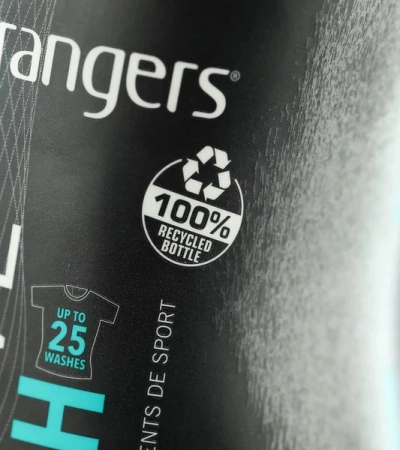 rangers®
100%
RECYCLED
BOTTLE
UP TO
25
WASHES
H
ENTS DE SPORT